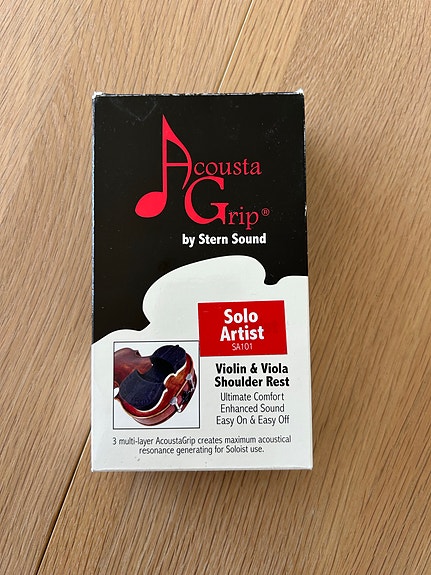 Acousta
Grip®
by Stern Sound
Solo
Artist
SA101
Violin & Viola
Shoulder Rest
Ultimate Comfort
Enhanced Sound
Easy On & Easy Off
3 multi-layer AcoustaGrip creates maximum acoustical
resonance generating for Soloist use.